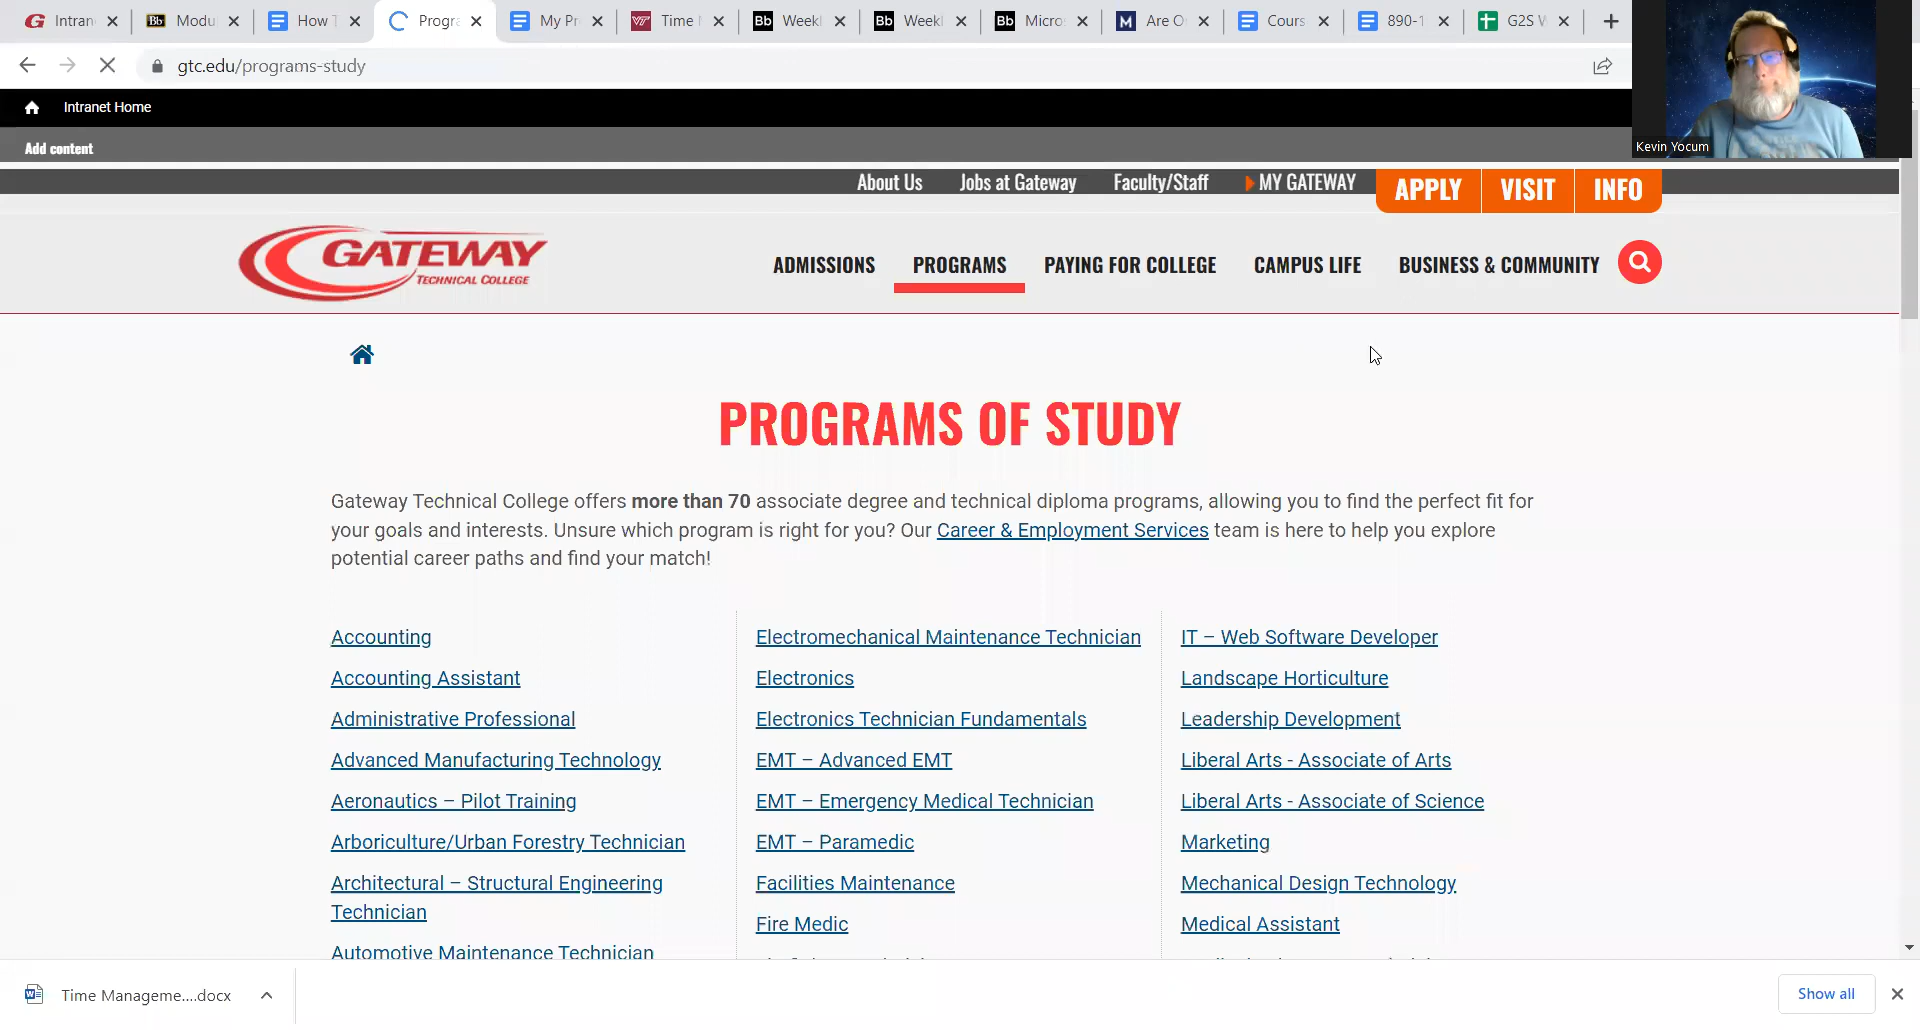 Intran
Modu
How T
Progra
My Pr
Time
Weekl
Weekl
Micro
Are O
Cours
890-1
G2S W
gtc.edu/programs-study
Kevin Yocum
Intranet Home
Add content
About Us
Jobs at Gateway
Faculty/Staff
MY GATEWAY
APPLY
VISIT
INFO
GATEWAY
TECHNICAL COLLEGE
ADMISSIONS
PROGRAMS
PAYING FOR COLLEGE
CAMPUS LIFE
BUSINESS & COMMUNITY
PROGRAMS OF STUDY
Gateway Technical College offers more than 70 associate degree and technical diploma programs, allowing you to find the perfect fit for
your goals and interests. Unsure which program is right for you? Our Career & Employment Services team is here to help you explore
potential career paths and find your match!
Accounting
Accounting Assistant
Administrative Professional
Advanced Manufacturing Technology
Aeronautics – Pilot Training
Arboriculture/Urban Forestry Technician
Architectural – Structural Engineering
Technician
Automotive Maintenance Technician
Electromechanical Maintenance Technician
Electronics
Electronics Technician Fundamentals
EMT – Advanced EMT
EMT – Emergency Medical Technician
EMT – Paramedic
Facilities Maintenance
Fire Medic
IT – Web Software Developer
Landscape Horticulture
Leadership Development
Liberal Arts - Associate of Arts
Liberal Arts - Associate of Science
Marketing
Mechanical Design Technology
Medical Assistant
Time Manageme....docx
Show all